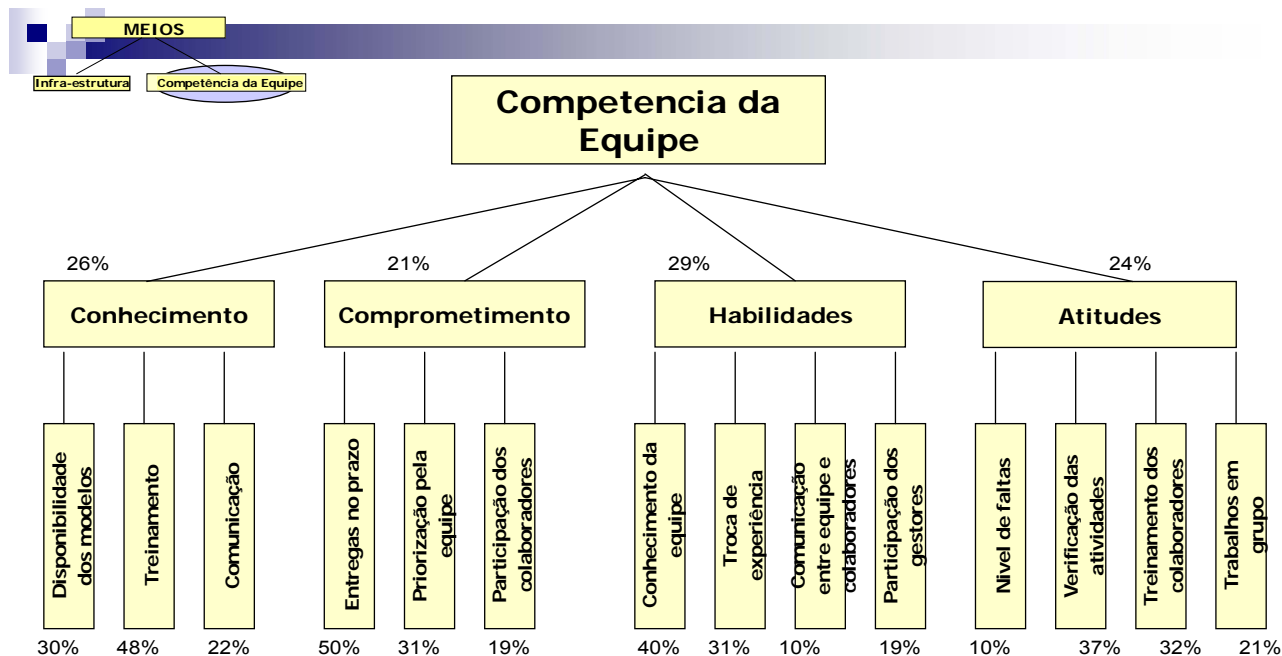 MEIOS
Infra-estrutura
Competência da Equipe
Competencia da
Equipe
26%
21%
29%
24%
Conhecimento
Comprometimento
Habilidades
Atitudes
Disponibilidade
dos modelos
Treinamento
Comunicação
Entregas no prazo
Priorização pela
equipe
Participação dos
colaboradores
Conhecimento da
equipe
Troca de
experiência
Comunicação
entre equipe e
colaboradores
Participação dos
gestores
Nivel de faltas
Verificação das
atividades
Treinamento dos
colaboradores
Trabalhos em
grupo
30%
48%
22%
50%
31%
19%
40%
31%
10%
19%
10%
37%
32%
21%